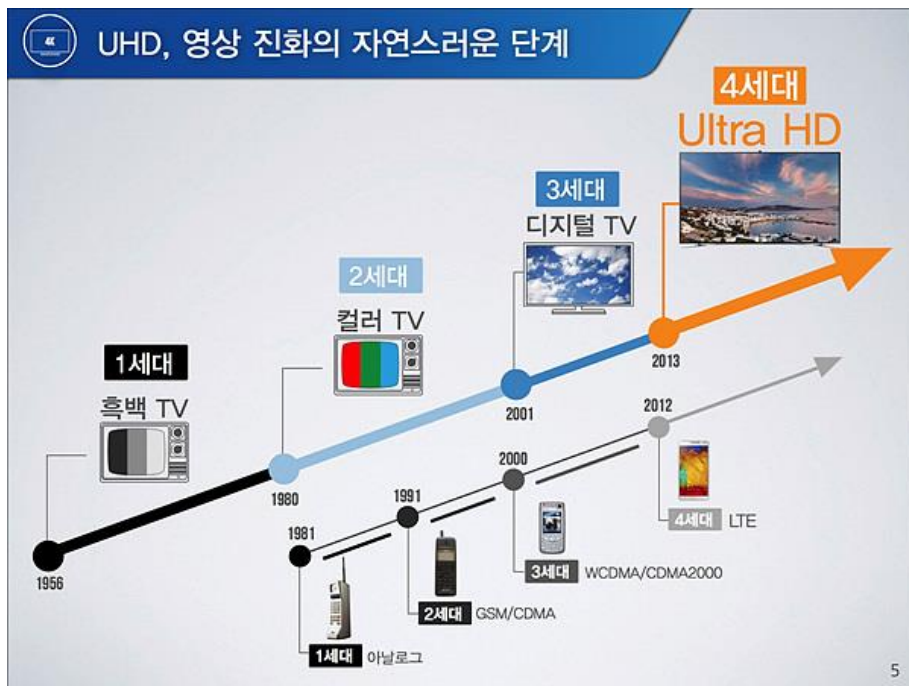 4K
UHD, 영상 진화의 자연스러운 단계
4세대
Ultra HD
3세대
디지털 TV
2세대
컬러 TV
1세대
흑백 TV
2013
2001
1980
1956
2012
2000
1991
1981
4세대 LTE
3세대 WCDMA/CDMA2000
2세대 GSM/CDMA
1세대 아날로그
5